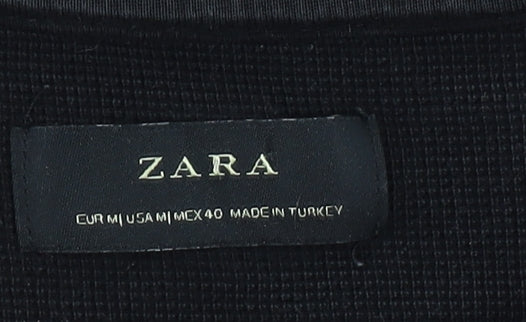 ZARA
EUR M| USA M| MEX 40 MADE IN TURKEY